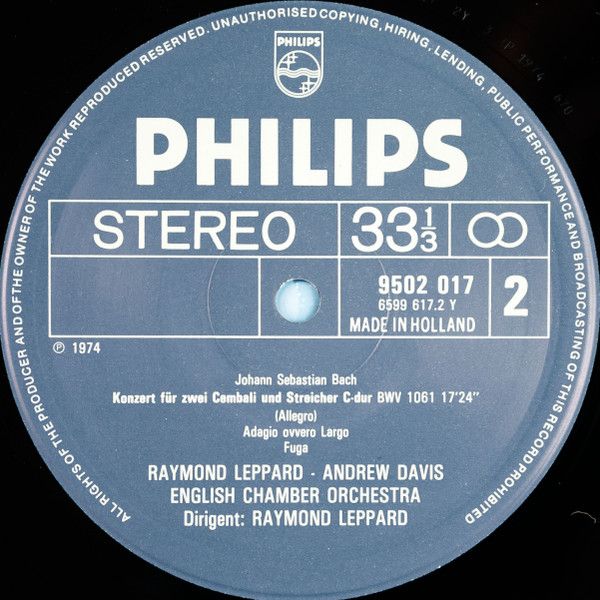 ALL RIGHTS OF THE PRODUCER AND OF THE OWNER OF THE WORK REPRODUCED RESERVED. UNAUTHORISED COPYING, HIRING, LENDING, PUBLIC PERFORMANCE AND BROADCASTING OF THIS RECORD PROHIBITED
PHILIPS
PHILIPS
STEREO 33 1/3
9502 017
6599 617.2 Y
MADE IN HOLLAND
2
℗ 1974
Johann Sebastian Bach
Konzert für zwei Cembali und Streicher C-dur BWV 1061 17'24"
(Allegro)
Adagio ovvero Largo
Fuga
RAYMOND LEPPARD - ANDREW DAVIS
ENGLISH CHAMBER ORCHESTRA
Dirigent: RAYMOND LEPPARD